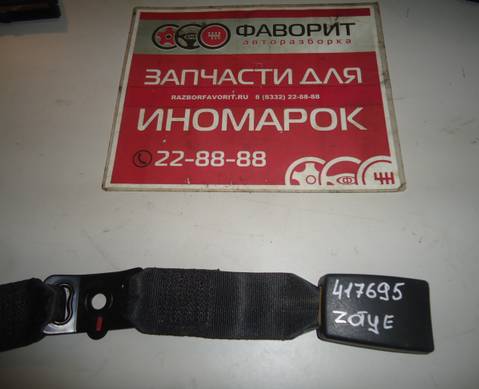 ФАВОРИТ
авторазборка
ЗАПЧАСТИ ДЛЯ
RAZBORFAVORIT.RU 8 (8332) 22-88-88
ИНОМАРОК
22-88-88
417695
ZOTYE